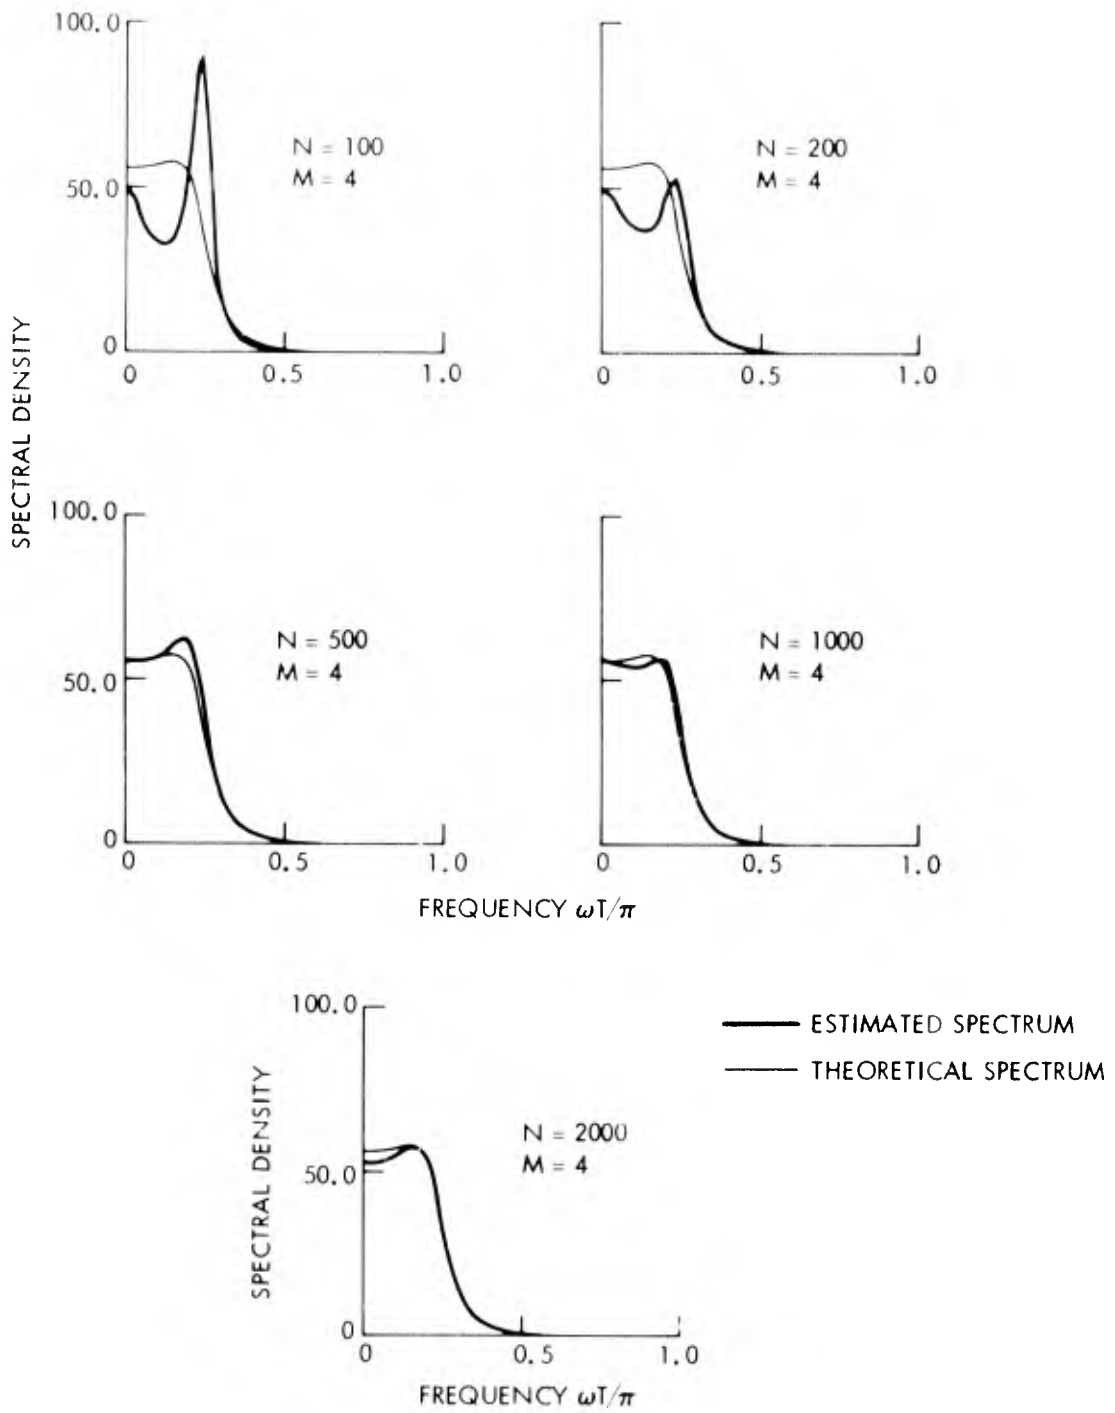 100.0
50.0
0
0
0.5
1.0
N = 100
M = 4
0
0.5
1.0
N = 200
M = 4
SPECTRAL DENSITY
100.0
50.0
0
0
0.5
1.0
N = 500
M = 4
0
0.5
1.0
N = 1000
M = 4
FREQUENCY ωT/π
100.0
50.0
0
0
0.5
1.0
N = 2000
M = 4
SPECTRAL DENSITY
FREQUENCY ωT/π
ESTIMATED SPECTRUM
THEORETICAL SPECTRUM